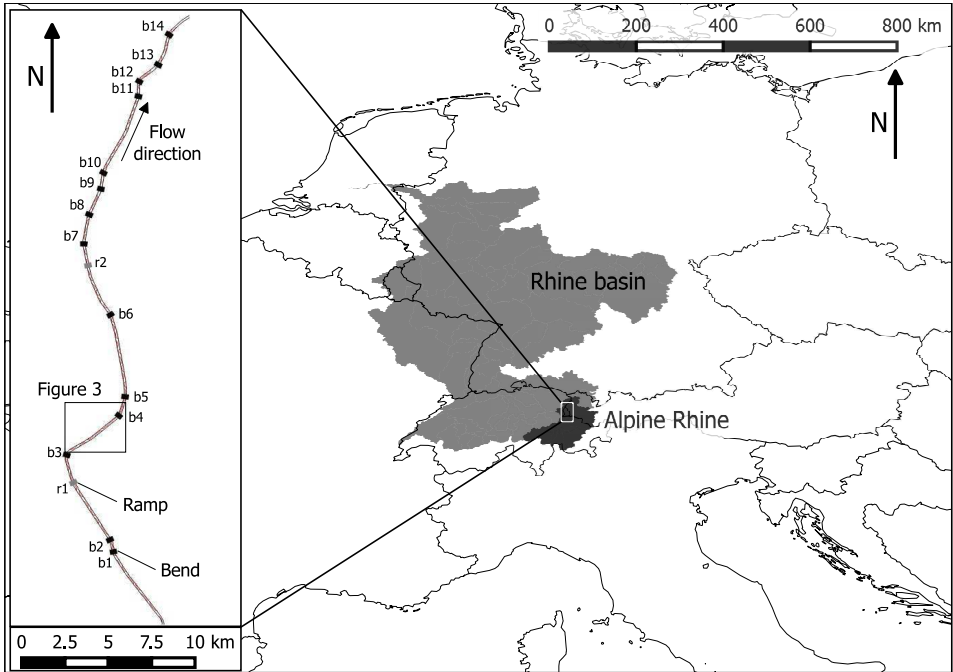 b14
b13
b12
b11
N
Flow
direction
b10
b9
b8
b7
r2
b6
Figure 3
b5
b4
b3
r1
Ramp
b2
b1
Bend
0 2.5 5 7.5 10 km
0 200 400 600 800 km
N
Rhine basin
Alpine Rhine